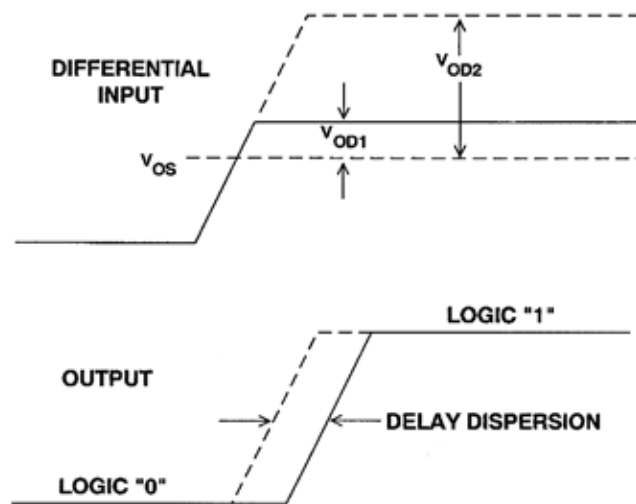 DIFFERENTIAL
INPUT
VOD2
VOD1
VOS
LOGIC "1"
OUTPUT
DELAY DISPERSION
LOGIC "0"